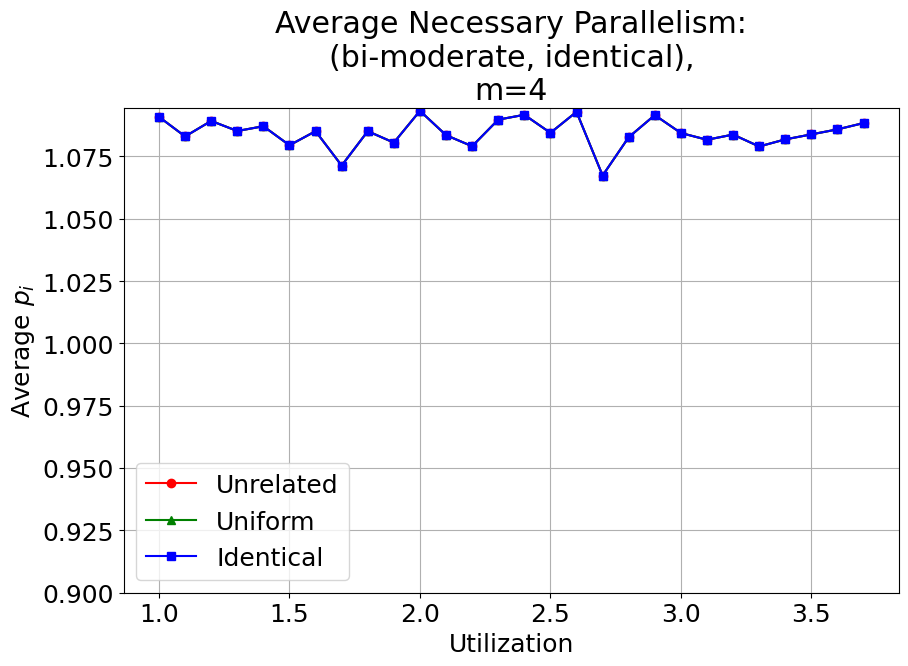 Average Necessary Parallelism:
(bi-moderate, identical),
m=4
Average p_i
1.075
1.050
1.025
1.000
0.975
0.950
0.925
0.900
Unrelated
Uniform
Identical
1.0 1.5 2.0 2.5 3.0 3.5
Utilization